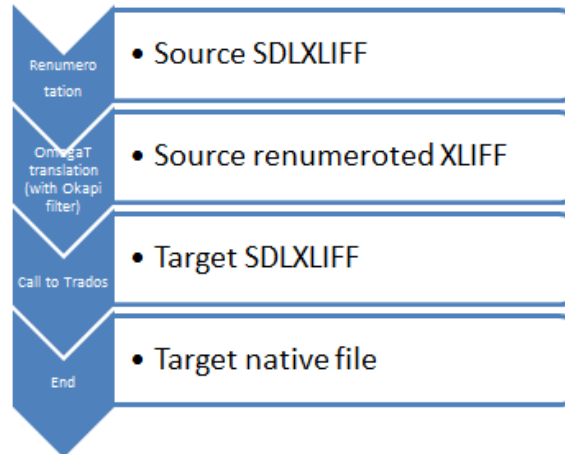 Renumero
tation
• Source SDLXLIFF
OmegaT
translation
(with Okapi
filter)
• Source renumeroted XLIFF
Call to Trados
• Target SDLXLIFF
End
• Target native file